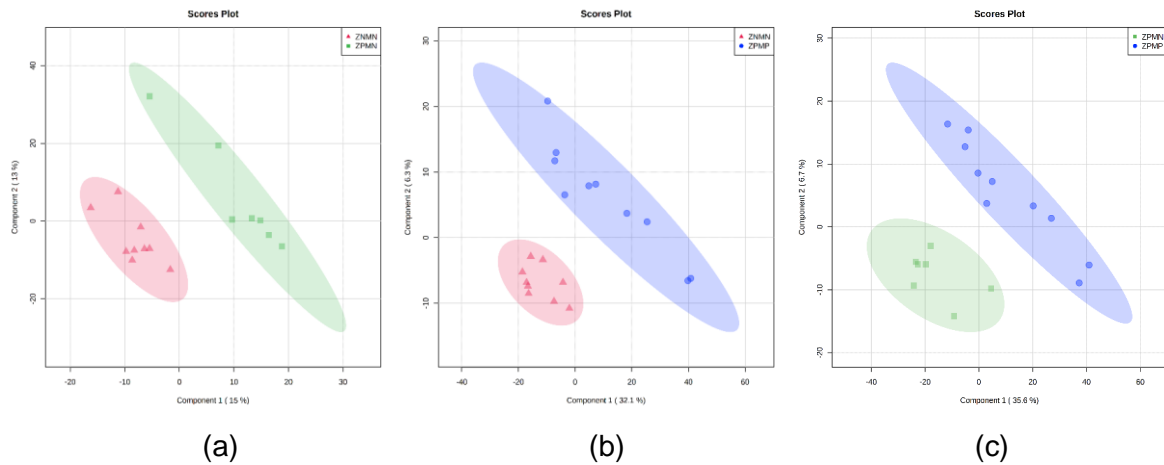 Scores Plot
ZNMN
ZPMN
Component 2 ( 13 %)
40
20
0
-20
-20
-10
0
10
20
30
Component 1 ( 15 %)
(a)
Scores Plot
ZNMN
ZPMP
Component 2 ( 6.3 %)
30
20
10
0
-10
-40
-20
0
20
40
60
Component 1 ( 32.1 %)
(b)
Scores Plot
ZPMN
ZPMP
Component 2 ( 6.7 %)
30
20
10
0
-10
-20
-40
-20
0
20
40
60
Component 1 ( 35.6 %)
(c)